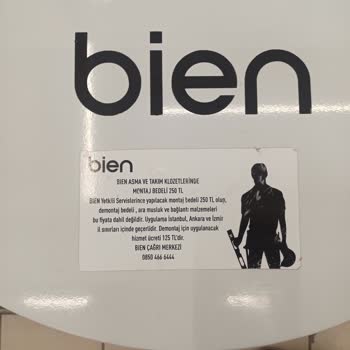 bien
bien
BIEN ASMA VE TAKIM KLOZETLERİNDE
MONTAJ BEDELİ 250 TL
BİEN Yetkili Servislerince yapılacak montaj bedeli 250 TL olup,
demontaj bedeli , ara musluk ve bağlantı malzemeleri
bu fiyata dahil değildir. Uygulama İstanbul, Ankara ve İzmir
il sınırları içinde geçerlidir. Demontaj için uygulanacak
hizmet ücreti 125 TL'dir.
BIEN ÇAĞRI MERKEZİ
0850 466 6444